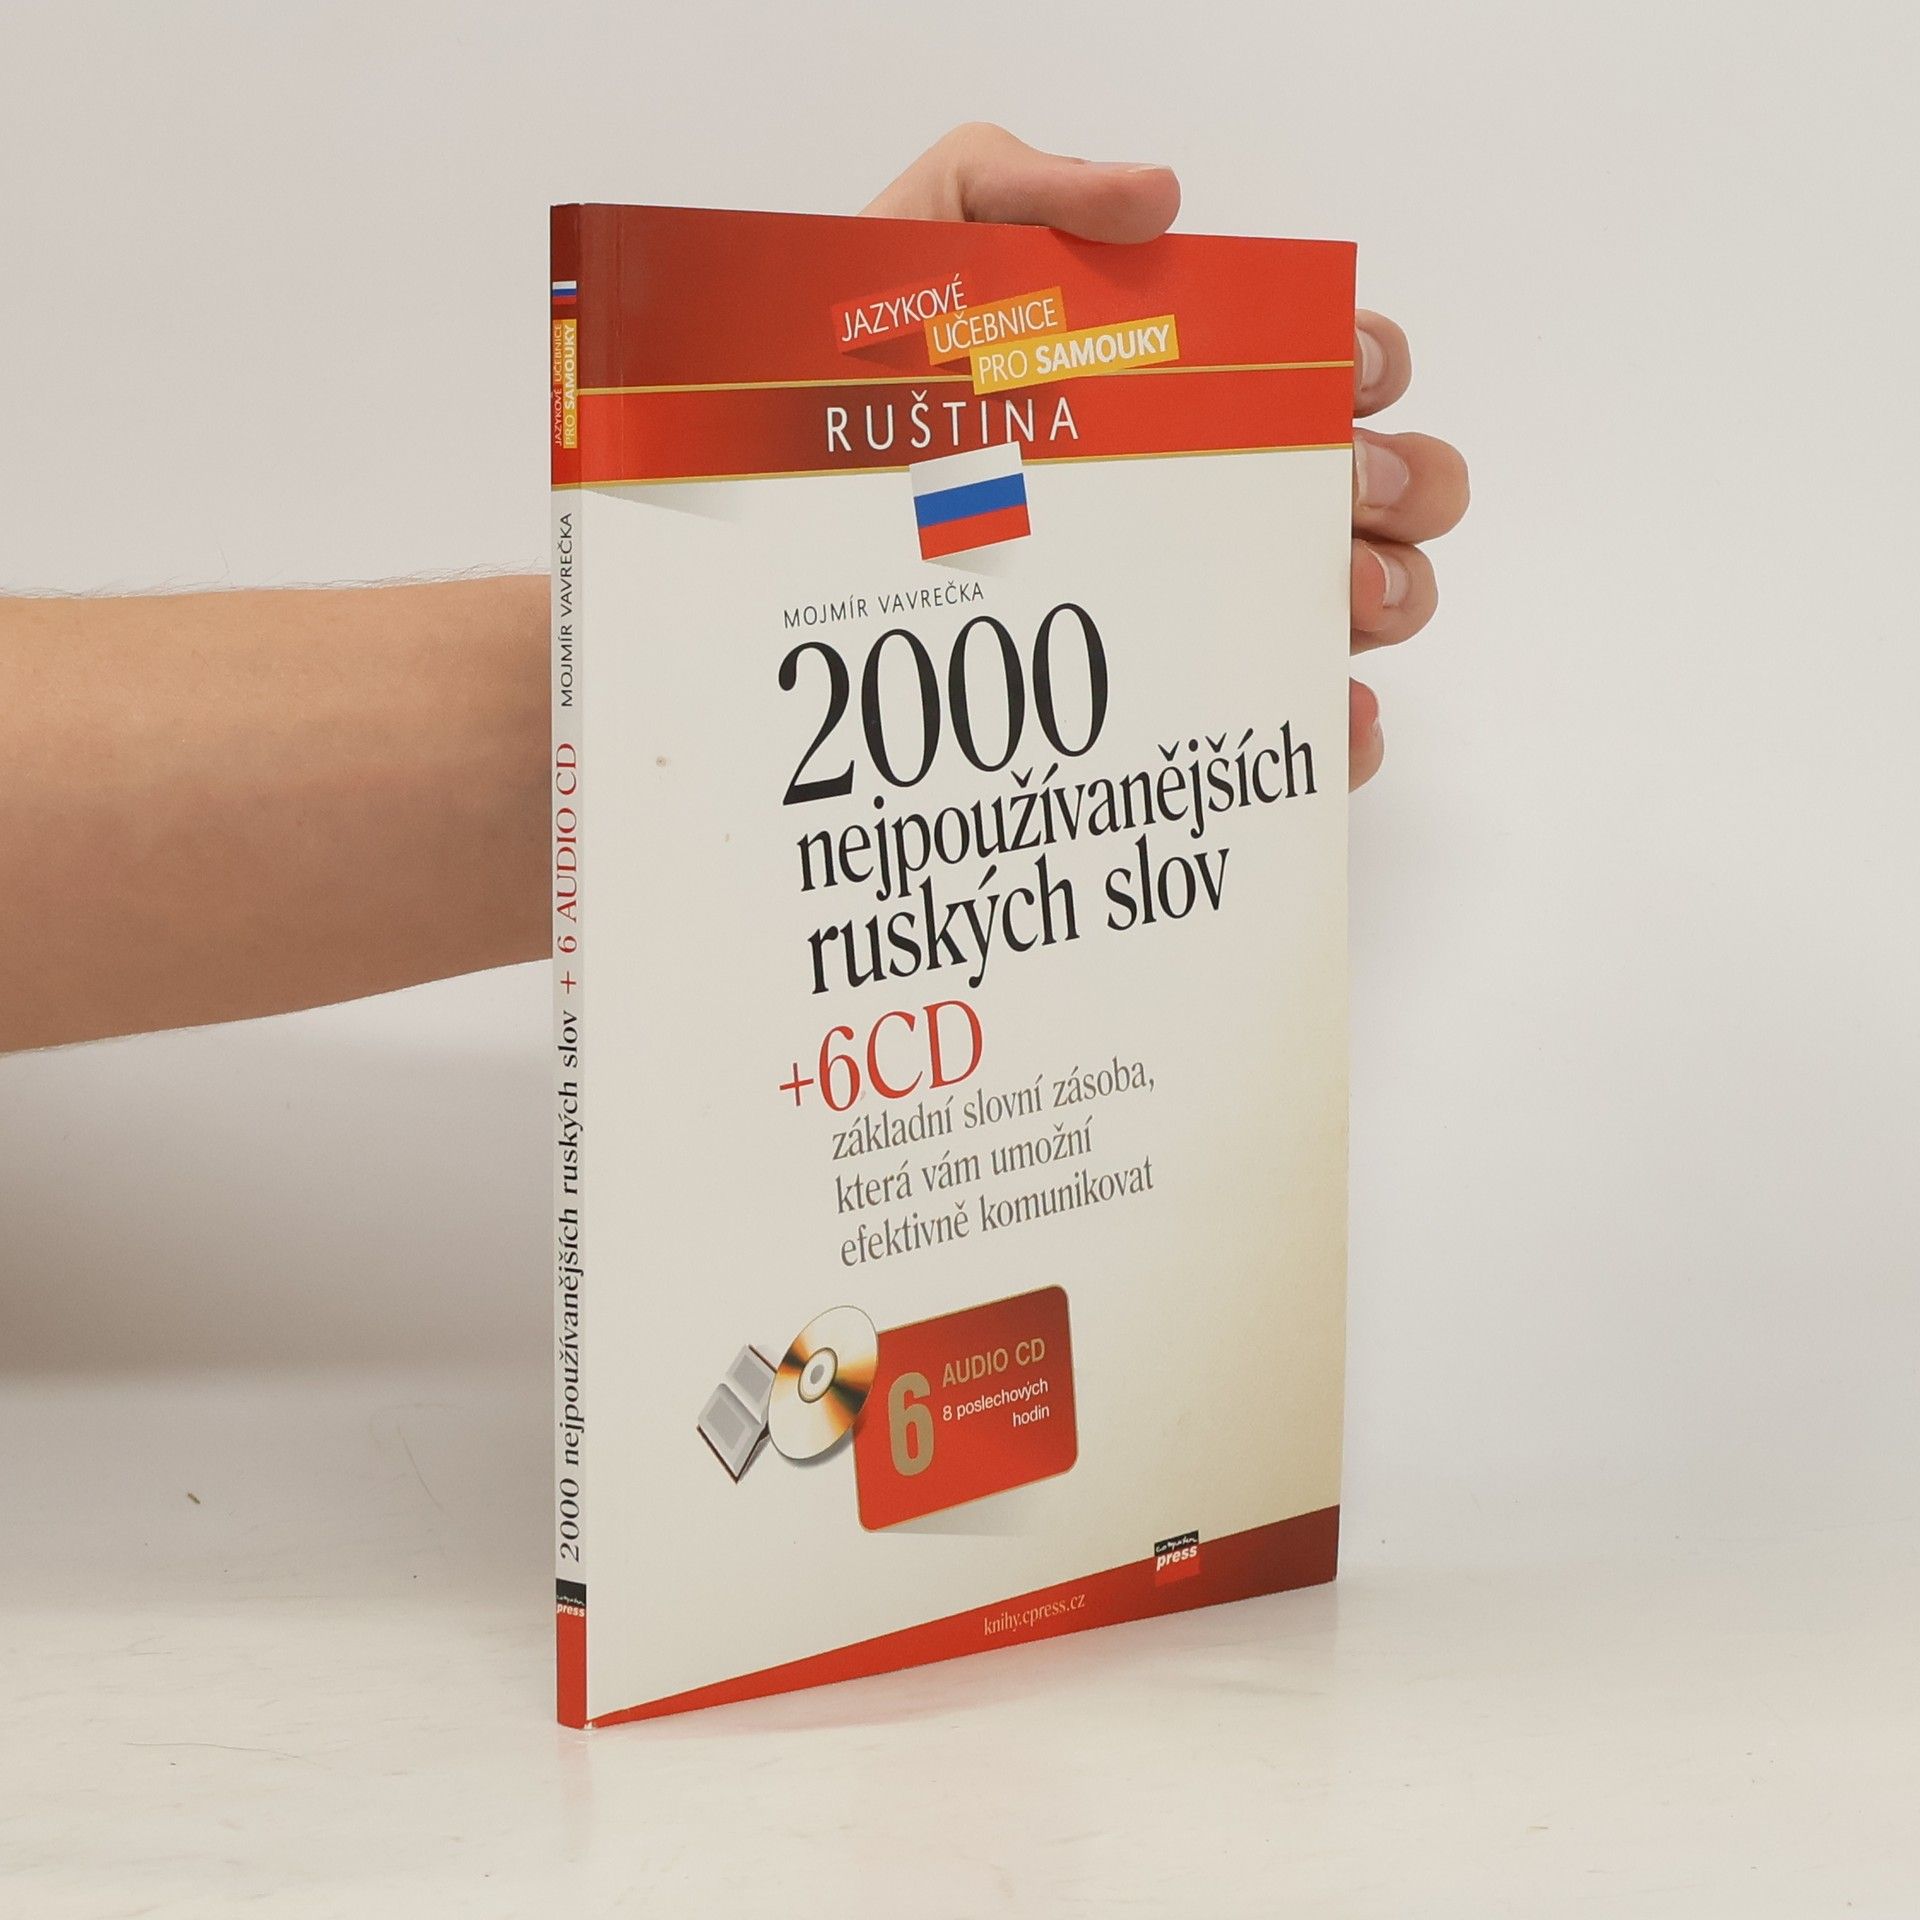 JAZYKOVÉ
UČEBNICE
PRO SAMOUKY
RUŠTINA
MOJMÍR VAVREČKA
2000
nejpoužívanějších
ruských slov
+6CD
základní slovní zásoba,
která vám umožní
efektivně komunikovat
6 AUDIO CD
8 poslechových
hodin
computer
press
knihy.cpress.cz
JAZYKOVÉ UČEBNICE
PRO SAMOUKY
2000 nejpoužívanějších ruských slov + 6 AUDIO CD MOJMÍR VAVREČKA
computer
press